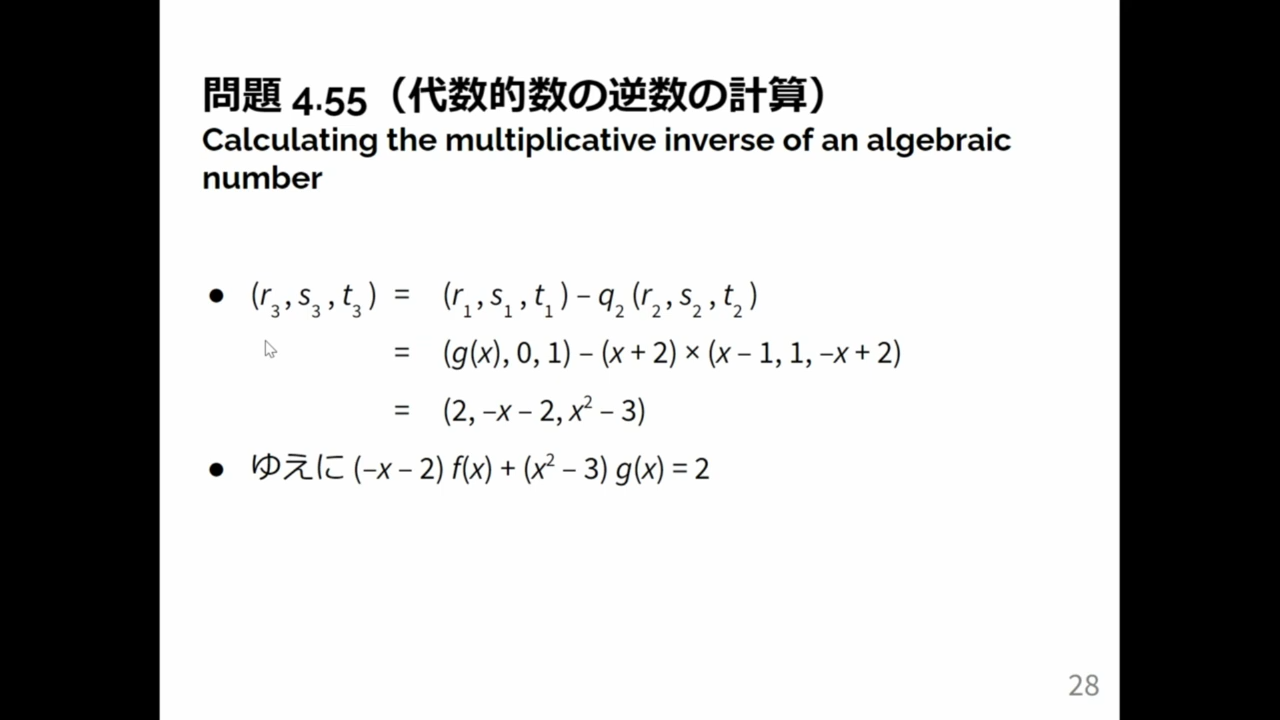 問題 4.55（代数的数の逆数の計算）
Calculating the multiplicative inverse of an algebraic
number
● (r₃, s₃, t₃) = (r₁, s₁, t₁) – q₂ (r₂, s₂, t₂)
= (g(x), 0, 1) – (x + 2) × (x – 1, 1, –x + 2)
= (2, –x – 2, x² – 3)
● ゆえに (–x – 2) f(x) + (x² – 3) g(x) = 2
28